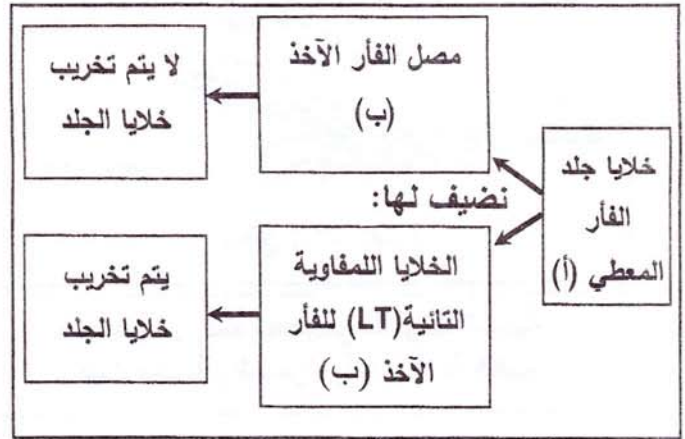 خلايا جلد
الفأر
المعطي (أ)
نضيف لها:
مصل الفأر الآخذ
(ب)
لا يتم تخريب
خلايا الجلد
الخلايا اللمفاوية
التائية(LT) للفأر
الآخذ (ب)
يتم تخريب
خلايا الجلد